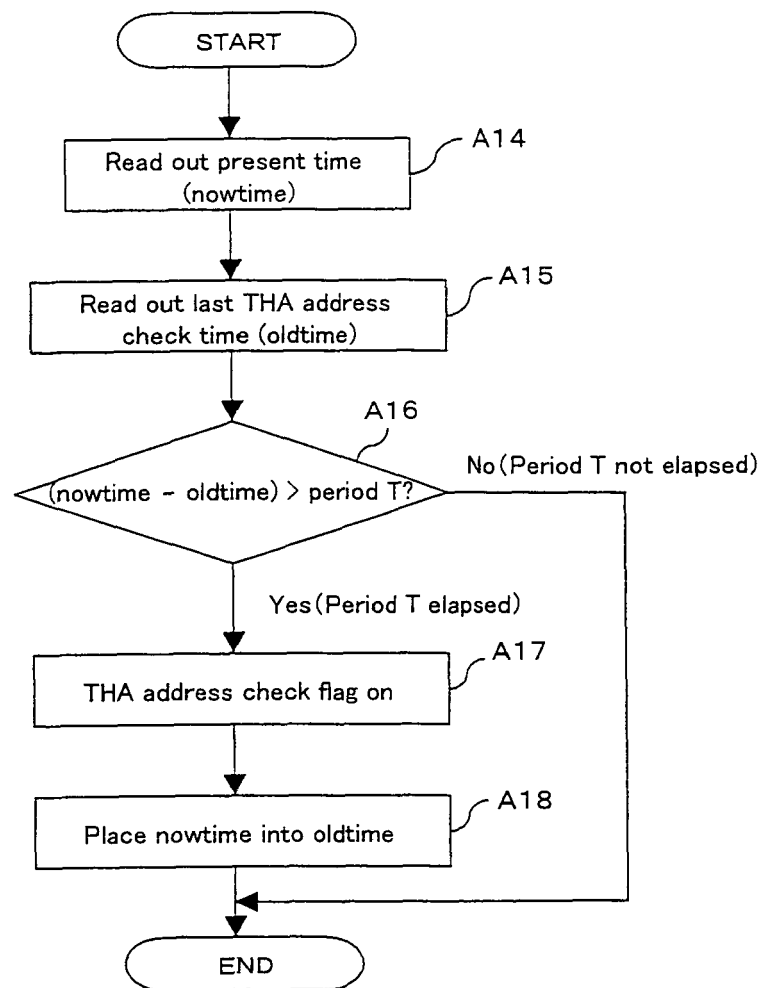 START
A14
Read out present time
(nowtime)
A15
Read out last THA address
check time (oldtime)
A16
(nowtime - oldtime) > period T?
No(Period T not elapsed)
Yes(Period T elapsed)
A17
THA address check flag on
A18
Place nowtime into oldtime
END